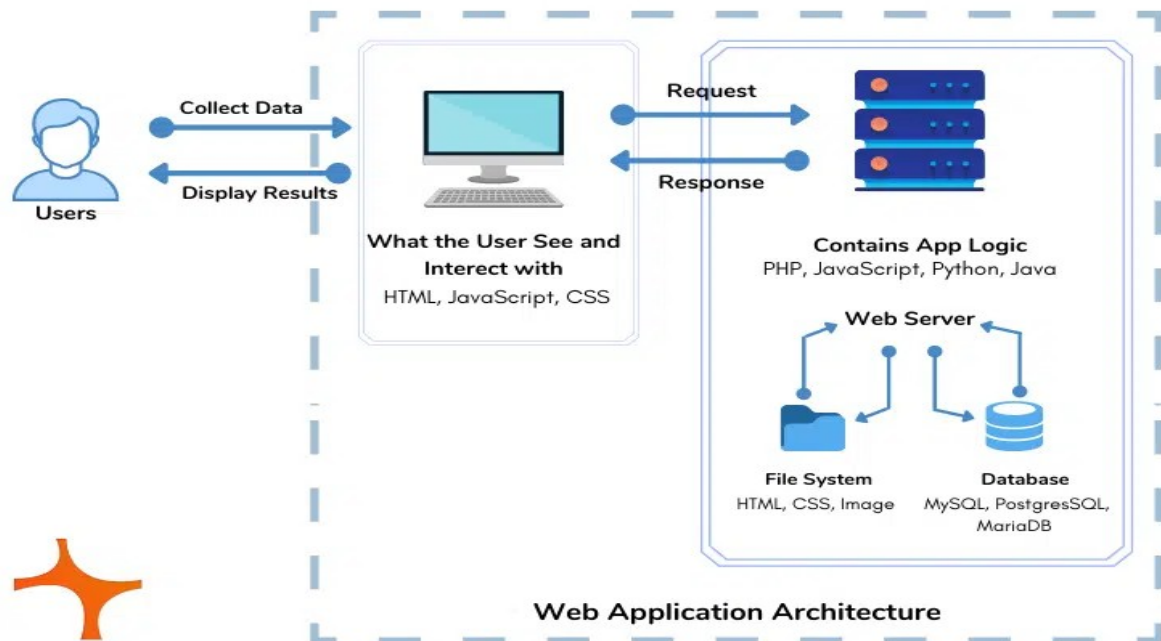 Collect Data
Display Results
Users
What the User See and
Interect with
HTML, JavaScript, CSS
Request
Response
Contains App Logic
PHP, JavaScript, Python, Java
Web Server
File System
HTML, CSS, Image
Database
MySQL, PostgresSQL,
MariaDB
Web Application Architecture